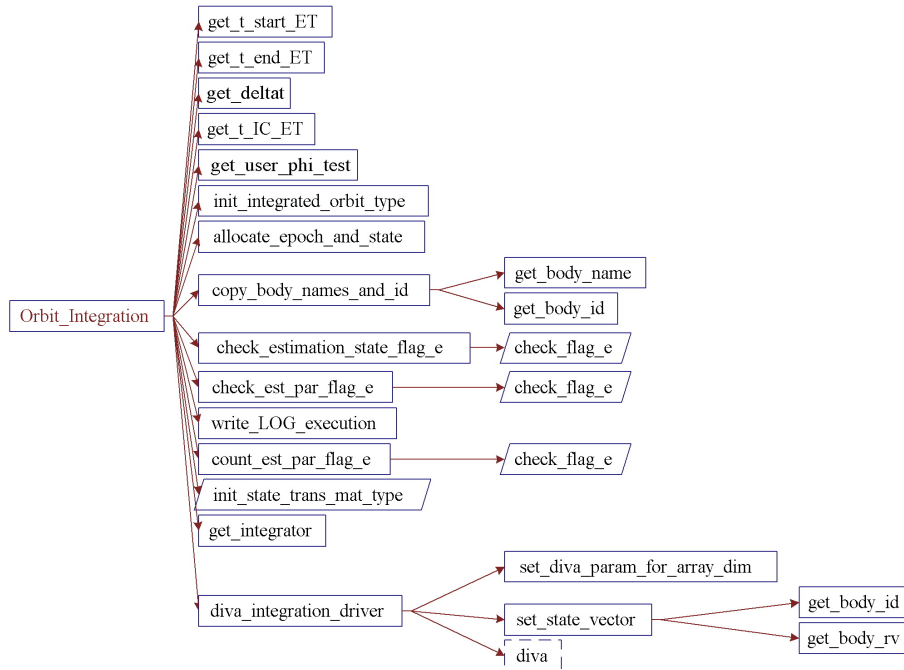 get_t_start_ET
get_t_end_ET
get_deltat
get_t_IC_ET
get_user_phi_test
init_integrated_orbit_type
allocate_epoch_and_state
get_body_name
copy_body_names_and_id
get_body_id
Orbit_Integration
check_estimation_state_flag_e
check_flag_e
check_est_par_flag_e
check_flag_e
write_LOG_execution
count_est_par_flag_e
check_flag_e
init_state_trans_mat_type
get_integrator
set_diva_param_for_array_dim
diva_integration_driver
get_body_id
set_state_vector
get_body_rv
diva